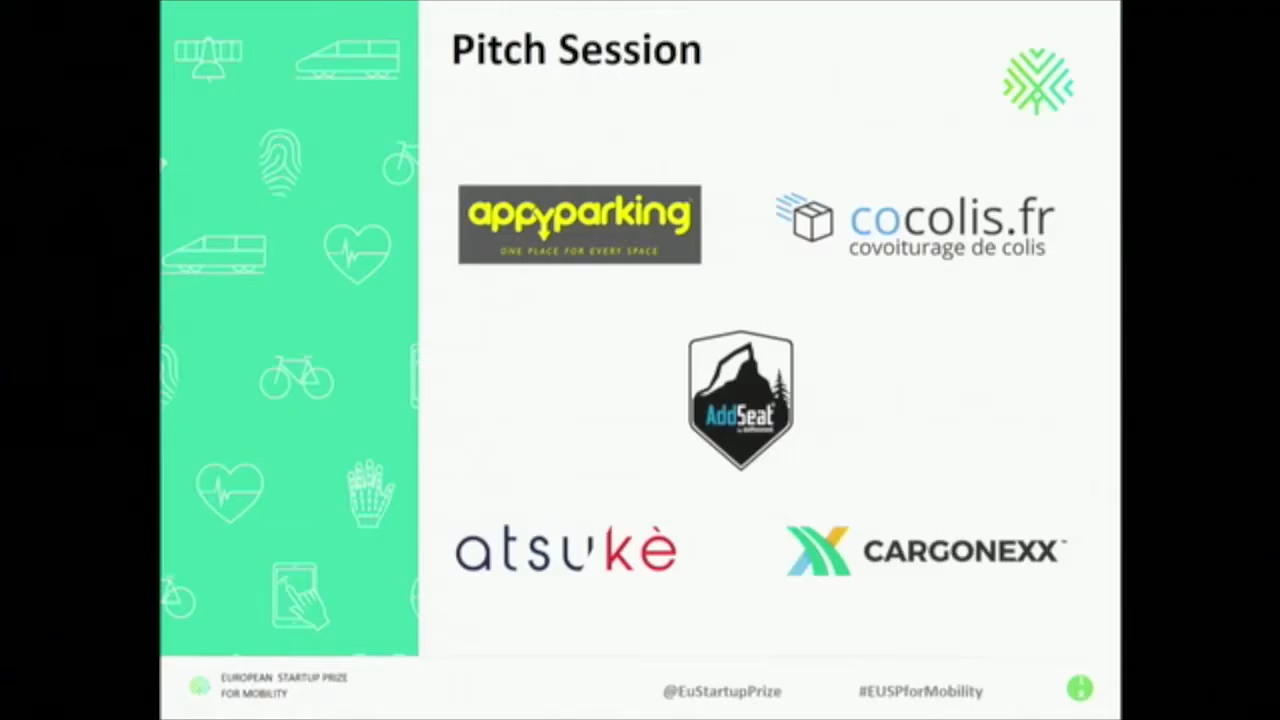 Pitch Session
appyparking
ONE PLACE FOR EVERY SPACE
cocolis.fr
covoiturage de colis
AddSeat
atsukè
CARGONEXX™
EUROPEAN STARTUP PRIZE
FOR MOBILITY
@EuStartupPrize
#EUSPforMobility